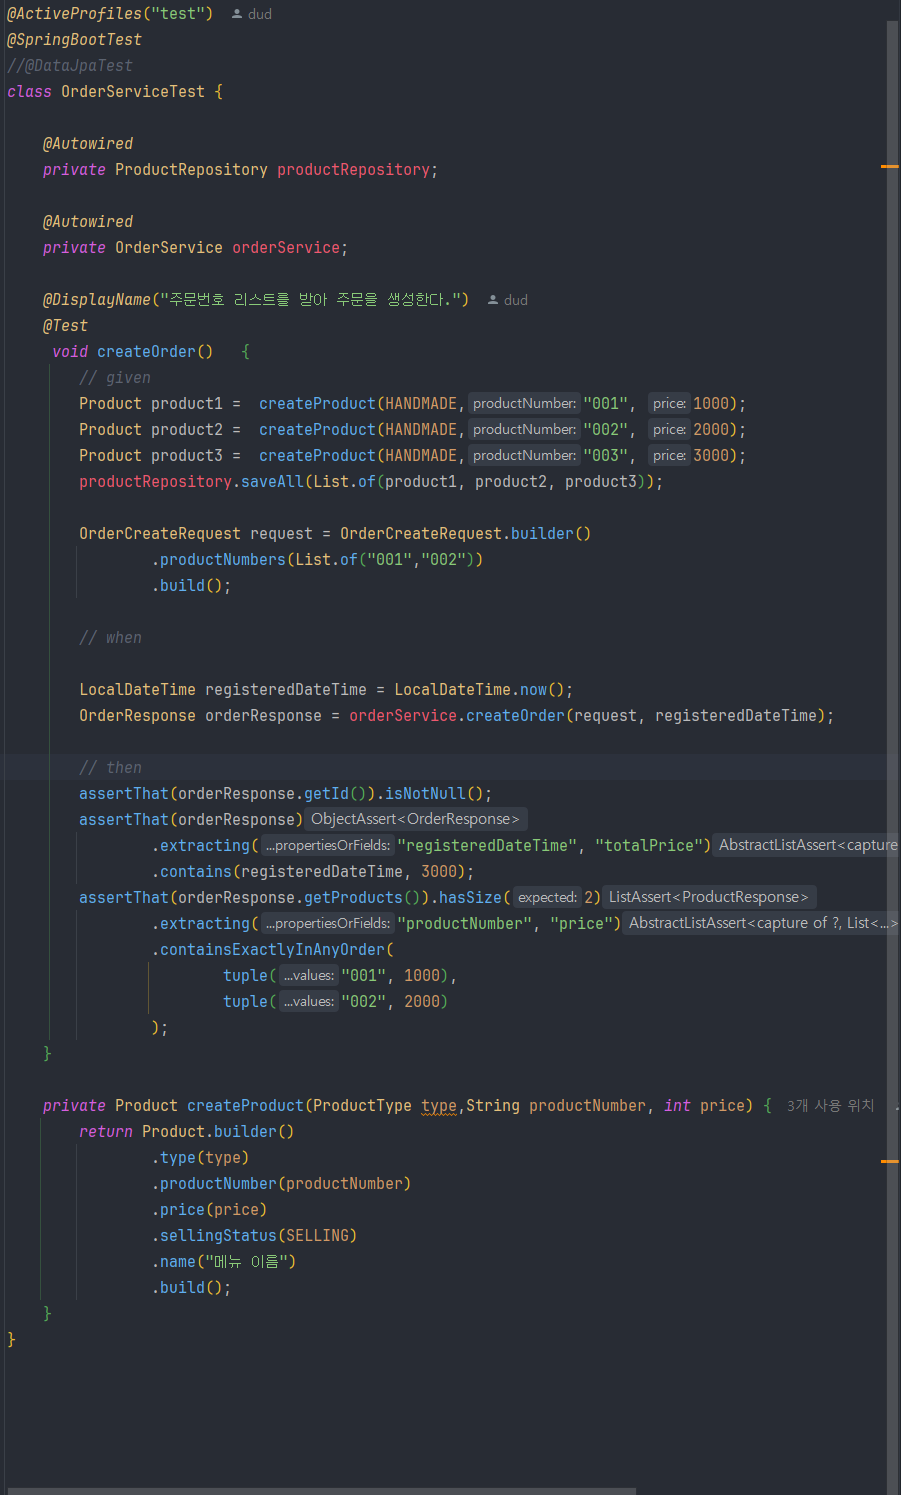 @ActiveProfiles("test") dud
@SpringBootTest
//@DataJpaTest
class OrderServiceTest {
@Autowired
private ProductRepository productRepository;
@Autowired
private OrderService orderService;
@DisplayName("주문번호 리스트를 받아 주문을 생성한다.") dud
@Test
void createOrder() {
// given
Product product1 = createProduct(HANDMADE, productNumber: "001", price: 1000);
Product product2 = createProduct(HANDMADE, productNumber: "002", price: 2000);
Product product3 = createProduct(HANDMADE, productNumber: "003", price: 3000);
productRepository.saveAll(List.of(product1, product2, product3));
OrderCreateRequest request = OrderCreateRequest.builder()
.productNumbers(List.of("001","002"))
.build();
// when
LocalDateTime registeredDateTime = LocalDateTime.now();
OrderResponse orderResponse = orderService.createOrder(request, registeredDateTime);
// then
assertThat(orderResponse.getId()).isNotNull();
assertThat(orderResponse) ObjectAssert<OrderResponse>
.extracting( ...propertiesOrFields: "registeredDateTime", "totalPrice") AbstractListAssert<capture
.contains(registeredDateTime, 3000);
assertThat(orderResponse.getProducts()).hasSize( expected: 2) ListAssert<ProductResponse>
.extracting( ...propertiesOrFields: "productNumber", "price") AbstractListAssert<capture of ?, List<...>
.containsExactlyInAnyOrder(
tuple( ...values: "001", 1000),
tuple( ...values: "002", 2000)
);
}
private Product createProduct(ProductType type,String productNumber, int price) { 3개 사용 위치
return Product.builder()
.type(type)
.productNumber(productNumber)
.price(price)
.sellingStatus(SELLING)
.name("메뉴 이름")
.build();
}
}